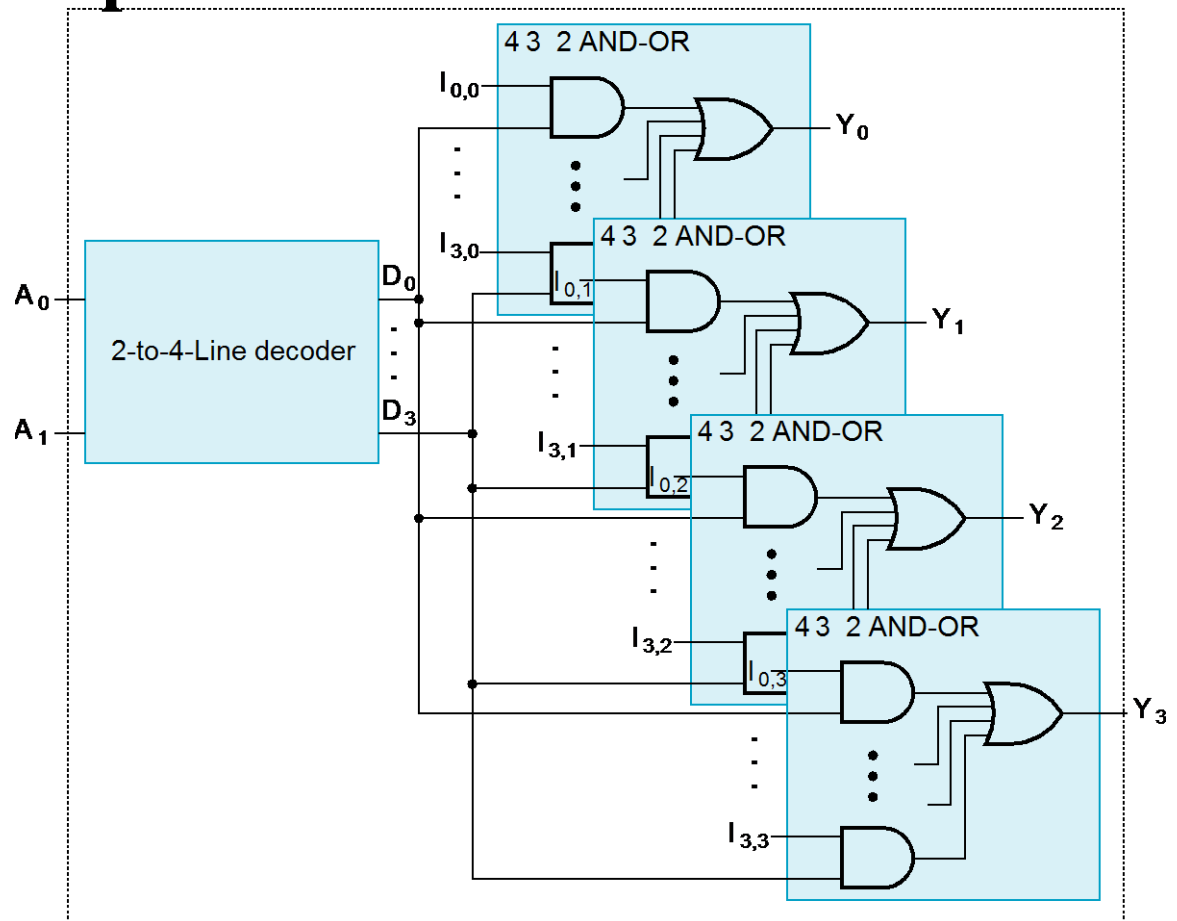 4 3 2 AND-OR
I0,0
Y0
I3,0
4 3 2 AND-OR
D0
I0,1
A0
Y1
2-to-4-Line decoder
D3
A1
4 3 2 AND-OR
I3,1
I0,2
Y2
4 3 2 AND-OR
I3,2
I0,3
Y3
I3,3